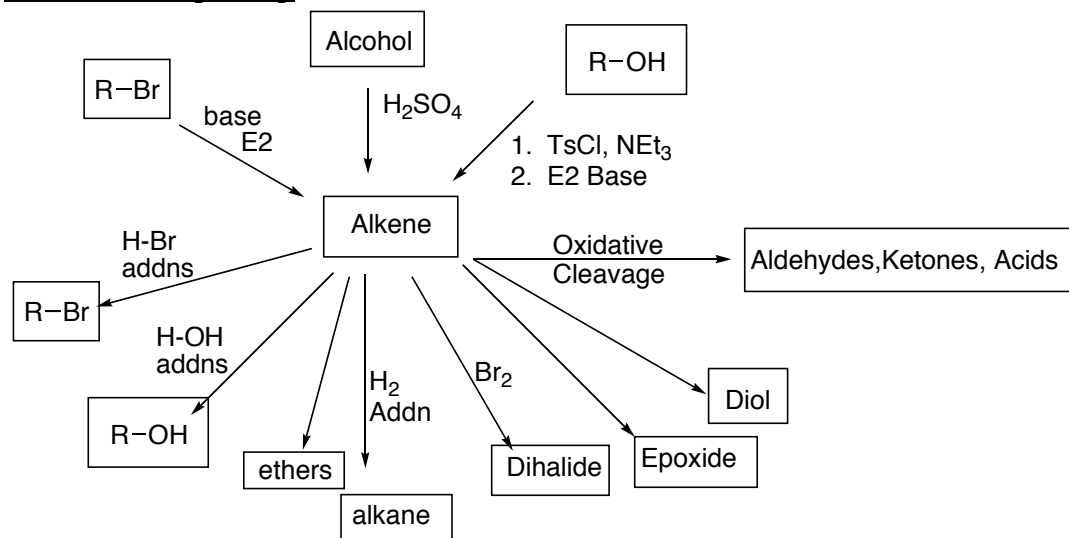 Alcohol
R–OH
R–Br
H₂SO₄
base
E2
1. TsCl, NEt₃
2. E2 Base
Alkene
H-Br
addns
Oxidative
Cleavage
Aldehydes,Ketones, Acids
R–Br
H-OH
addns
H₂
Addn
Br₂
Diol
R–OH
ethers
Dihalide
Epoxide
alkane